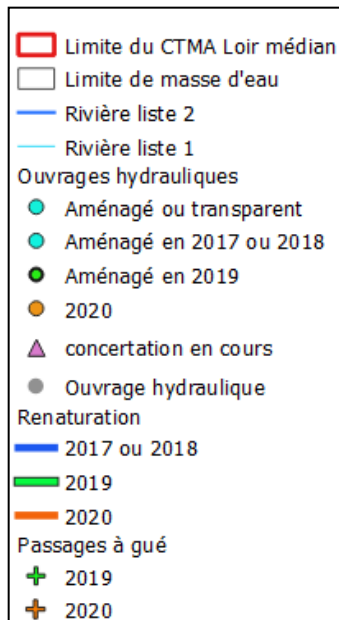 Limite du CTMA Loir médian
Limite de masse d'eau
Rivière liste 2
Rivière liste 1
Ouvrages hydrauliques
Aménagé ou transparent
Aménagé en 2017 ou 2018
Aménagé en 2019
2020
concertation en cours
Ouvrage hydraulique
Renaturation
2017 ou 2018
2019
2020
Passages à gué
2019
2020